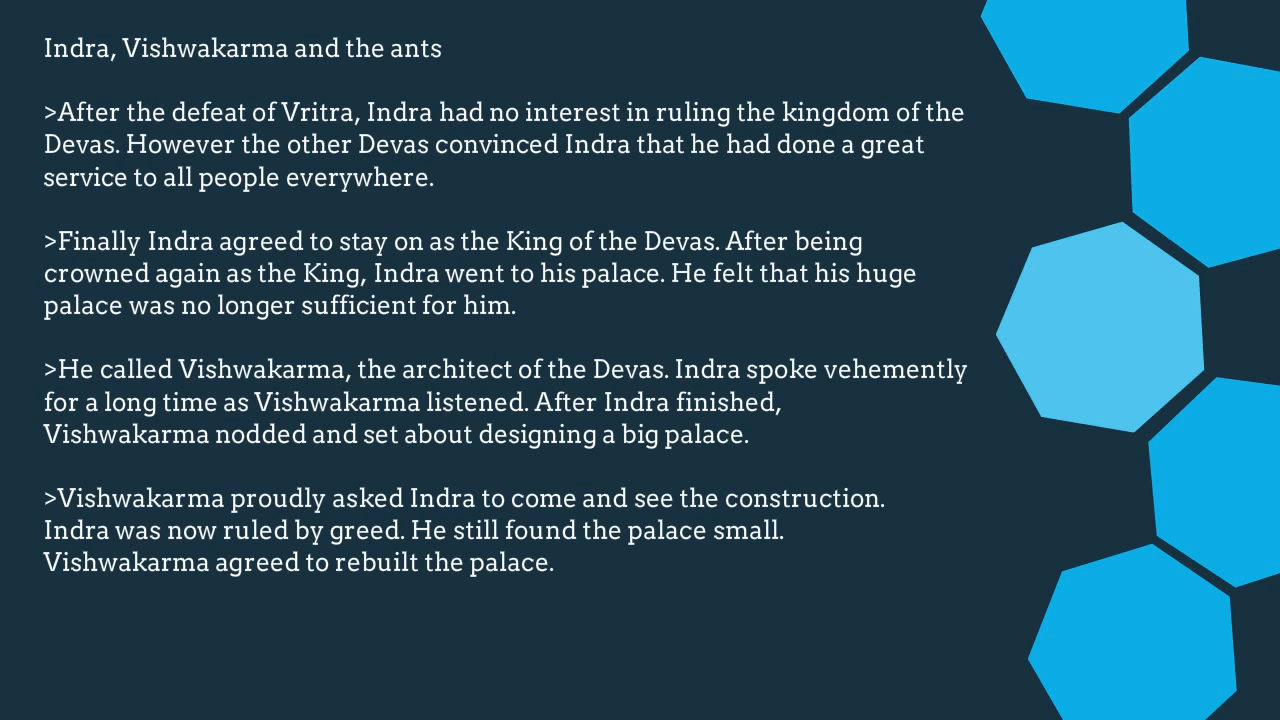 Indra, Vishwakarma and the ants
>After the defeat of Vritra, Indra had no interest in ruling the kingdom of the
Devas. However the other Devas convinced Indra that he had done a great
service to all people everywhere.
>Finally Indra agreed to stay on as the King of the Devas. After being
crowned again as the King, Indra went to his palace. He felt that his huge
palace was no longer sufficient for him.
>He called Vishwakarma, the architect of the Devas. Indra spoke vehemently
for a long time as Vishwakarma listened. After Indra finished,
Vishwakarma nodded and set about designing a big palace.
>Vishwakarma proudly asked Indra to come and see the construction.
Indra was now ruled by greed. He still found the palace small.
Vishwakarma agreed to rebuilt the palace.